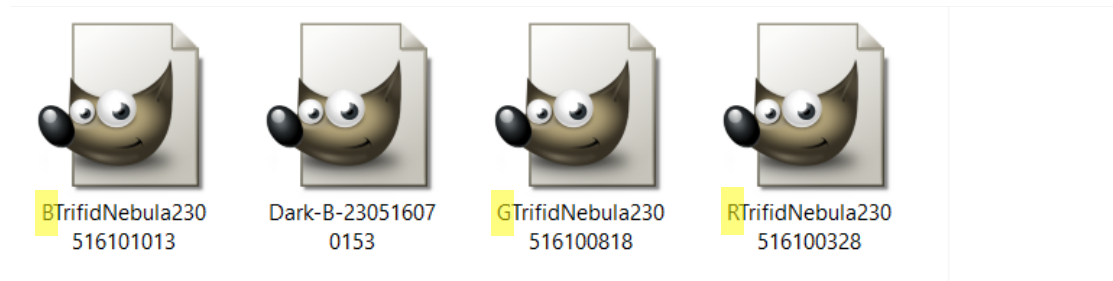 BTrifidNebula230
516101013
Dark-B-23051607
0153
GTrifidNebula230
516100818
RTrifidNebula230
516100328